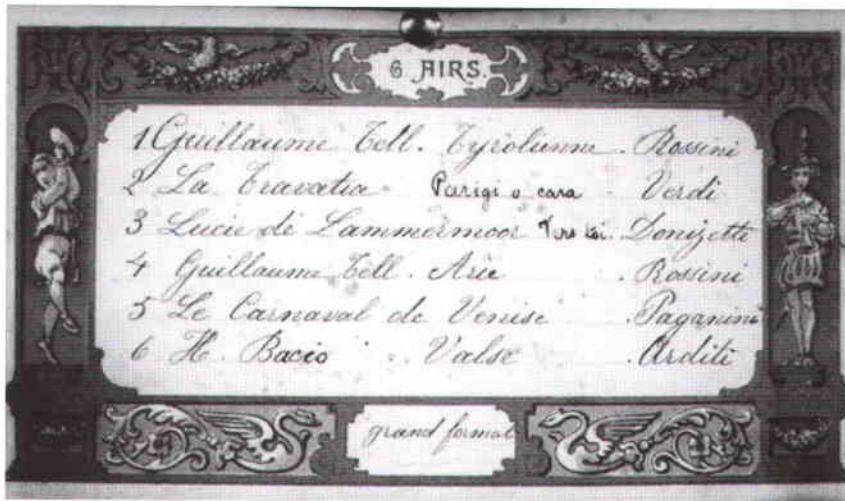 6 AIRS.
1 Guillaume Tell. Tyrolienne. Rossini
2 La Travatia Parigi o cara Verdi
3 Lucie de Lammermoor Donizetti
4 Guillaume Tell. Arie Rossini
5 Le Carnaval de Venise Paganini
6 Il. Bacio Valse Arditi
grand format